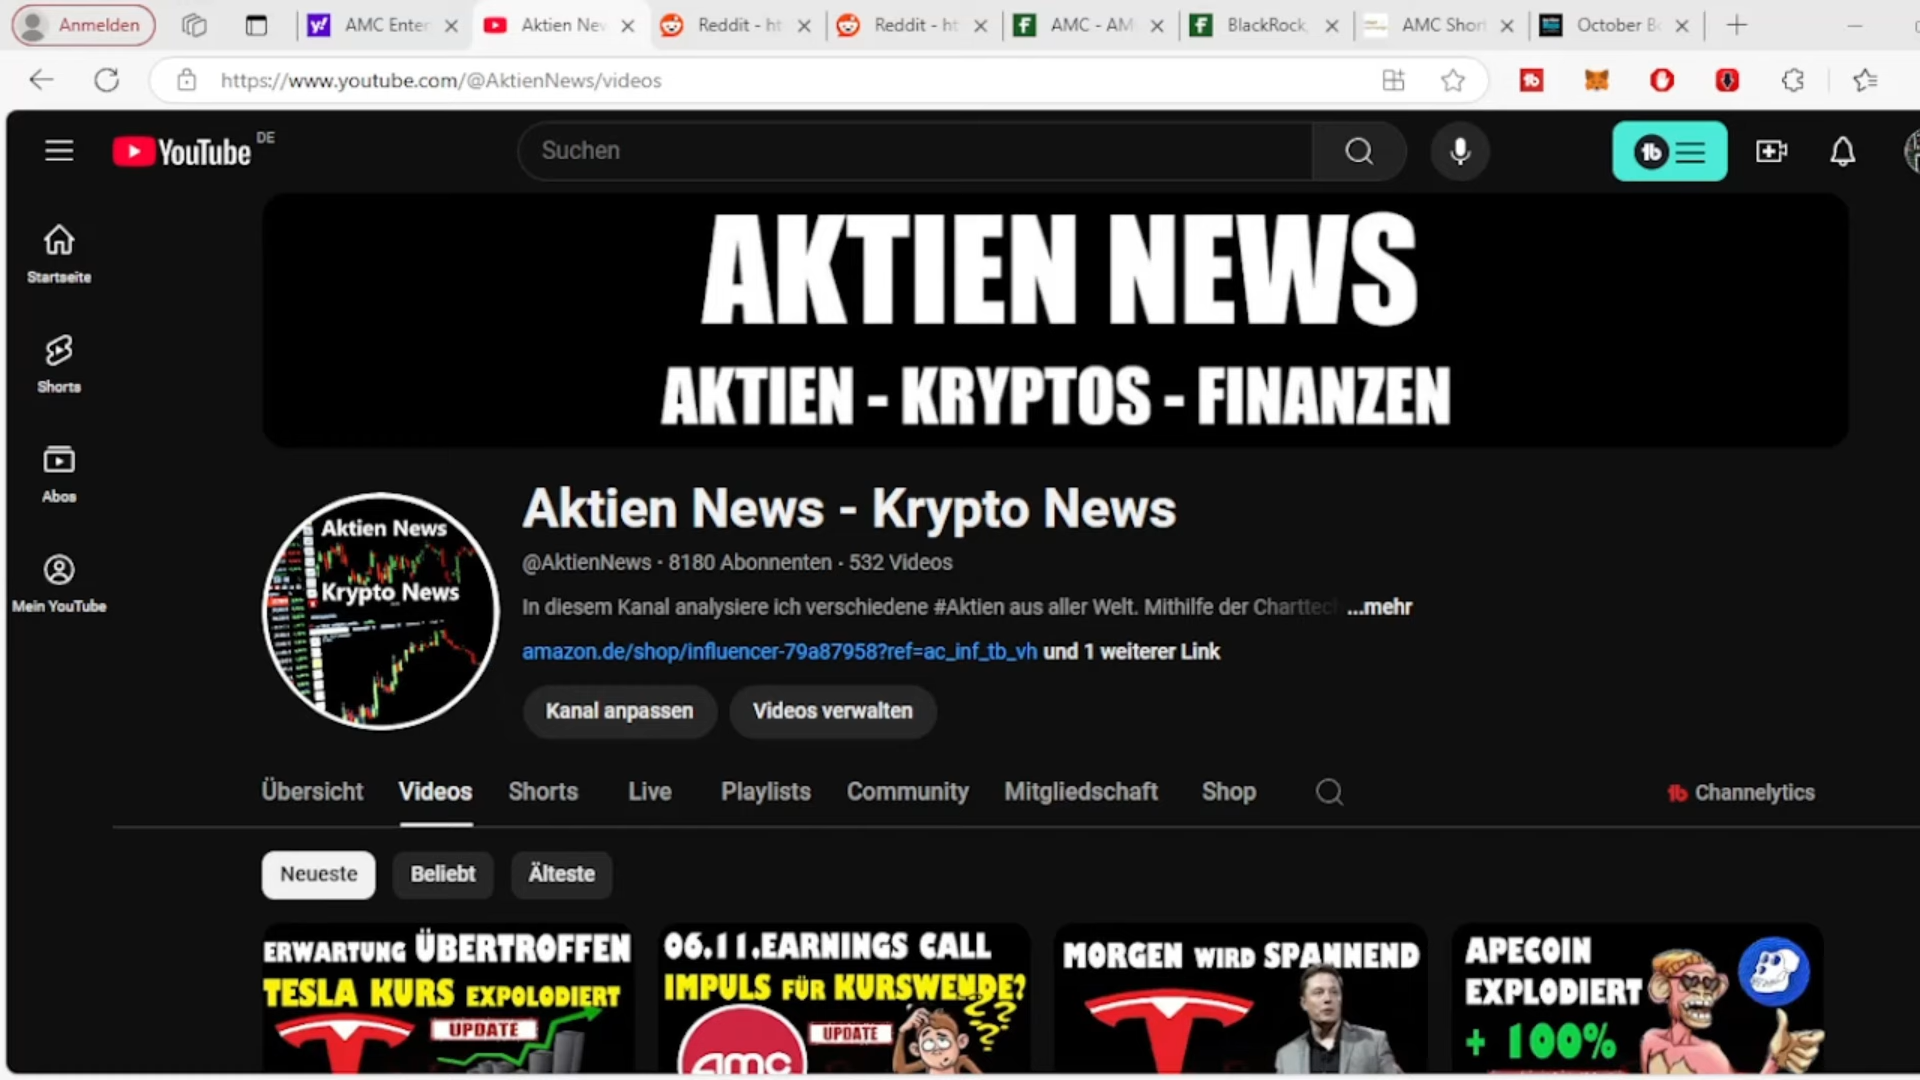 Anmelden
AMC Enter
Aktien Nev
Reddit - ht
Reddit - ht
AMC - AM
BlackRock,
AMC Short
October Bo
https://www.youtube.com/@AktienNews/videos
YouTube DE
Suchen
Startseite
Shorts
Abos
Mein YouTube
AKTIEN NEWS
AKTIEN - KRYPTOS - FINANZEN
Aktien News
Krypto News
Aktien News - Krypto News
@AktienNews · 8180 Abonnenten · 532 Videos
In diesem Kanal analysiere ich verschiedene #Aktien aus aller Welt. Mithilfe der Charttech ...mehr
amazon.de/shop/influencer-79a87958?ref=ac_inf_tb_vh und 1 weiterer Link
Kanal anpassen
Videos verwalten
Übersicht
Videos
Shorts
Live
Playlists
Community
Mitgliedschaft
Shop
Channelytics
Neueste
Beliebt
Älteste
ERWARTUNG ÜBERTROFFEN
TESLA KURS EXPOLODIERT
UPDATE
06.11.EARNINGS CALL
IMPULS FÜR KURSWENDE?
UPDATE
amc
MORGEN WIRD SPANNEND
APECOIN
EXPLODIERT
+ 100%